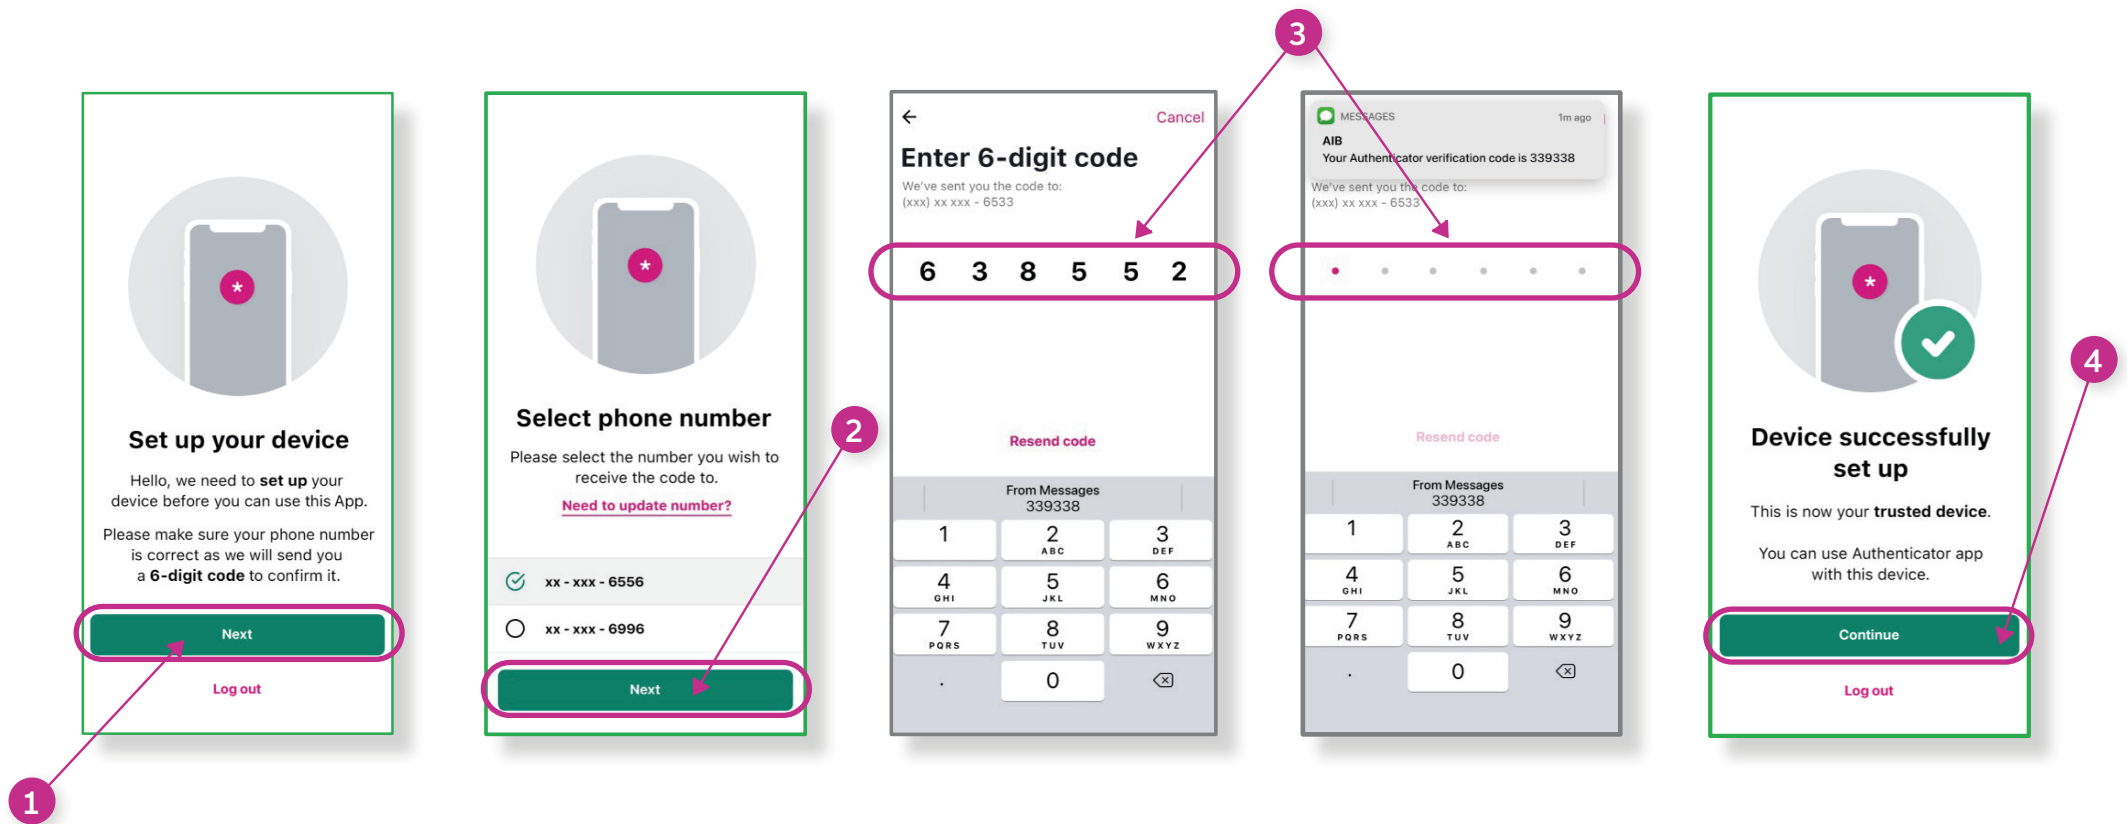 1
Set up your device
Hello, we need to set up your
device before you can use this App.
Please make sure your phone number
is correct as we will send you
a 6-digit code to confirm it.
Next
Log out
2
Select phone number
Please select the number you wish to
receive the code to.
Need to update number?
xx - xxx - 6556
xx - xxx - 6996
Next
3
Cancel
Enter 6-digit code
We've sent you the code to:
(xxx) xx xxx - 6533
6 3 8 5 5 2
Resend code
From Messages
339338
1 2 3
ABC DEF
4 5 6
GHI JKL MNO
7 8 9
PQRS TUV WXYZ
. 0
MESSAGES 1m ago
AIB
Your Authenticator verification code is 339338
We've sent you the code to:
(xxx) xx xxx - 6533
Resend code
From Messages
339338
1 2 3
ABC DEF
4 5 6
GHI JKL MNO
7 8 9
PQRS TUV WXYZ
. 0
4
Device successfully
set up
This is now your trusted device.
You can use Authenticator app
with this device.
Continue
Log out